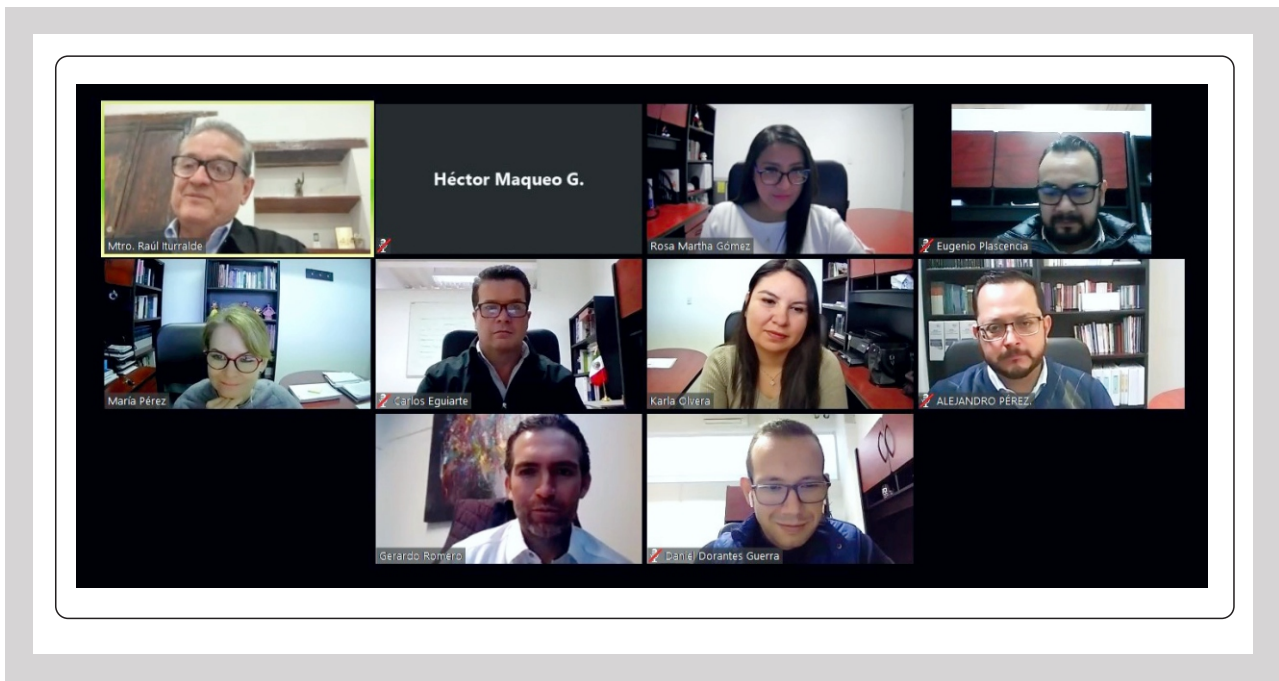 Héctor Maqueo G.
Mtro. Raúl Iturralde
Rosa Martha Gómez
Eugenio Plascencia
María Pérez
Carlos Eguiarte
Karla Olvera
ALEJANDRO PÉREZ.
Gerardo Romero
Daniel Dorantes Guerra